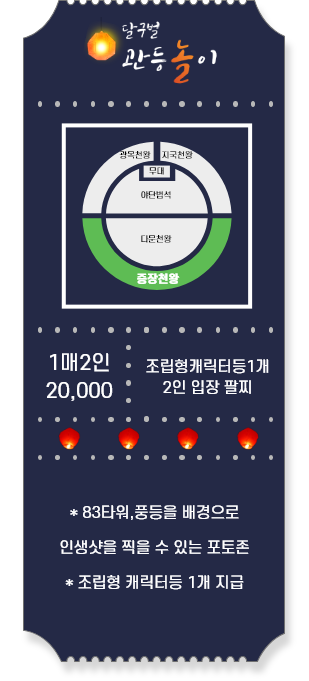 달구벌
관등놀이
광목천왕 지국천왕
무대
야단법석
다문천왕
증장천왕
1매2인
20,000
조립형캐릭터등1개
2인 입장 팔찌
* 83타워,풍등을 배경으로
인생샷을 찍을 수 있는 포토존
* 조립형 캐릭터등 1개 지급